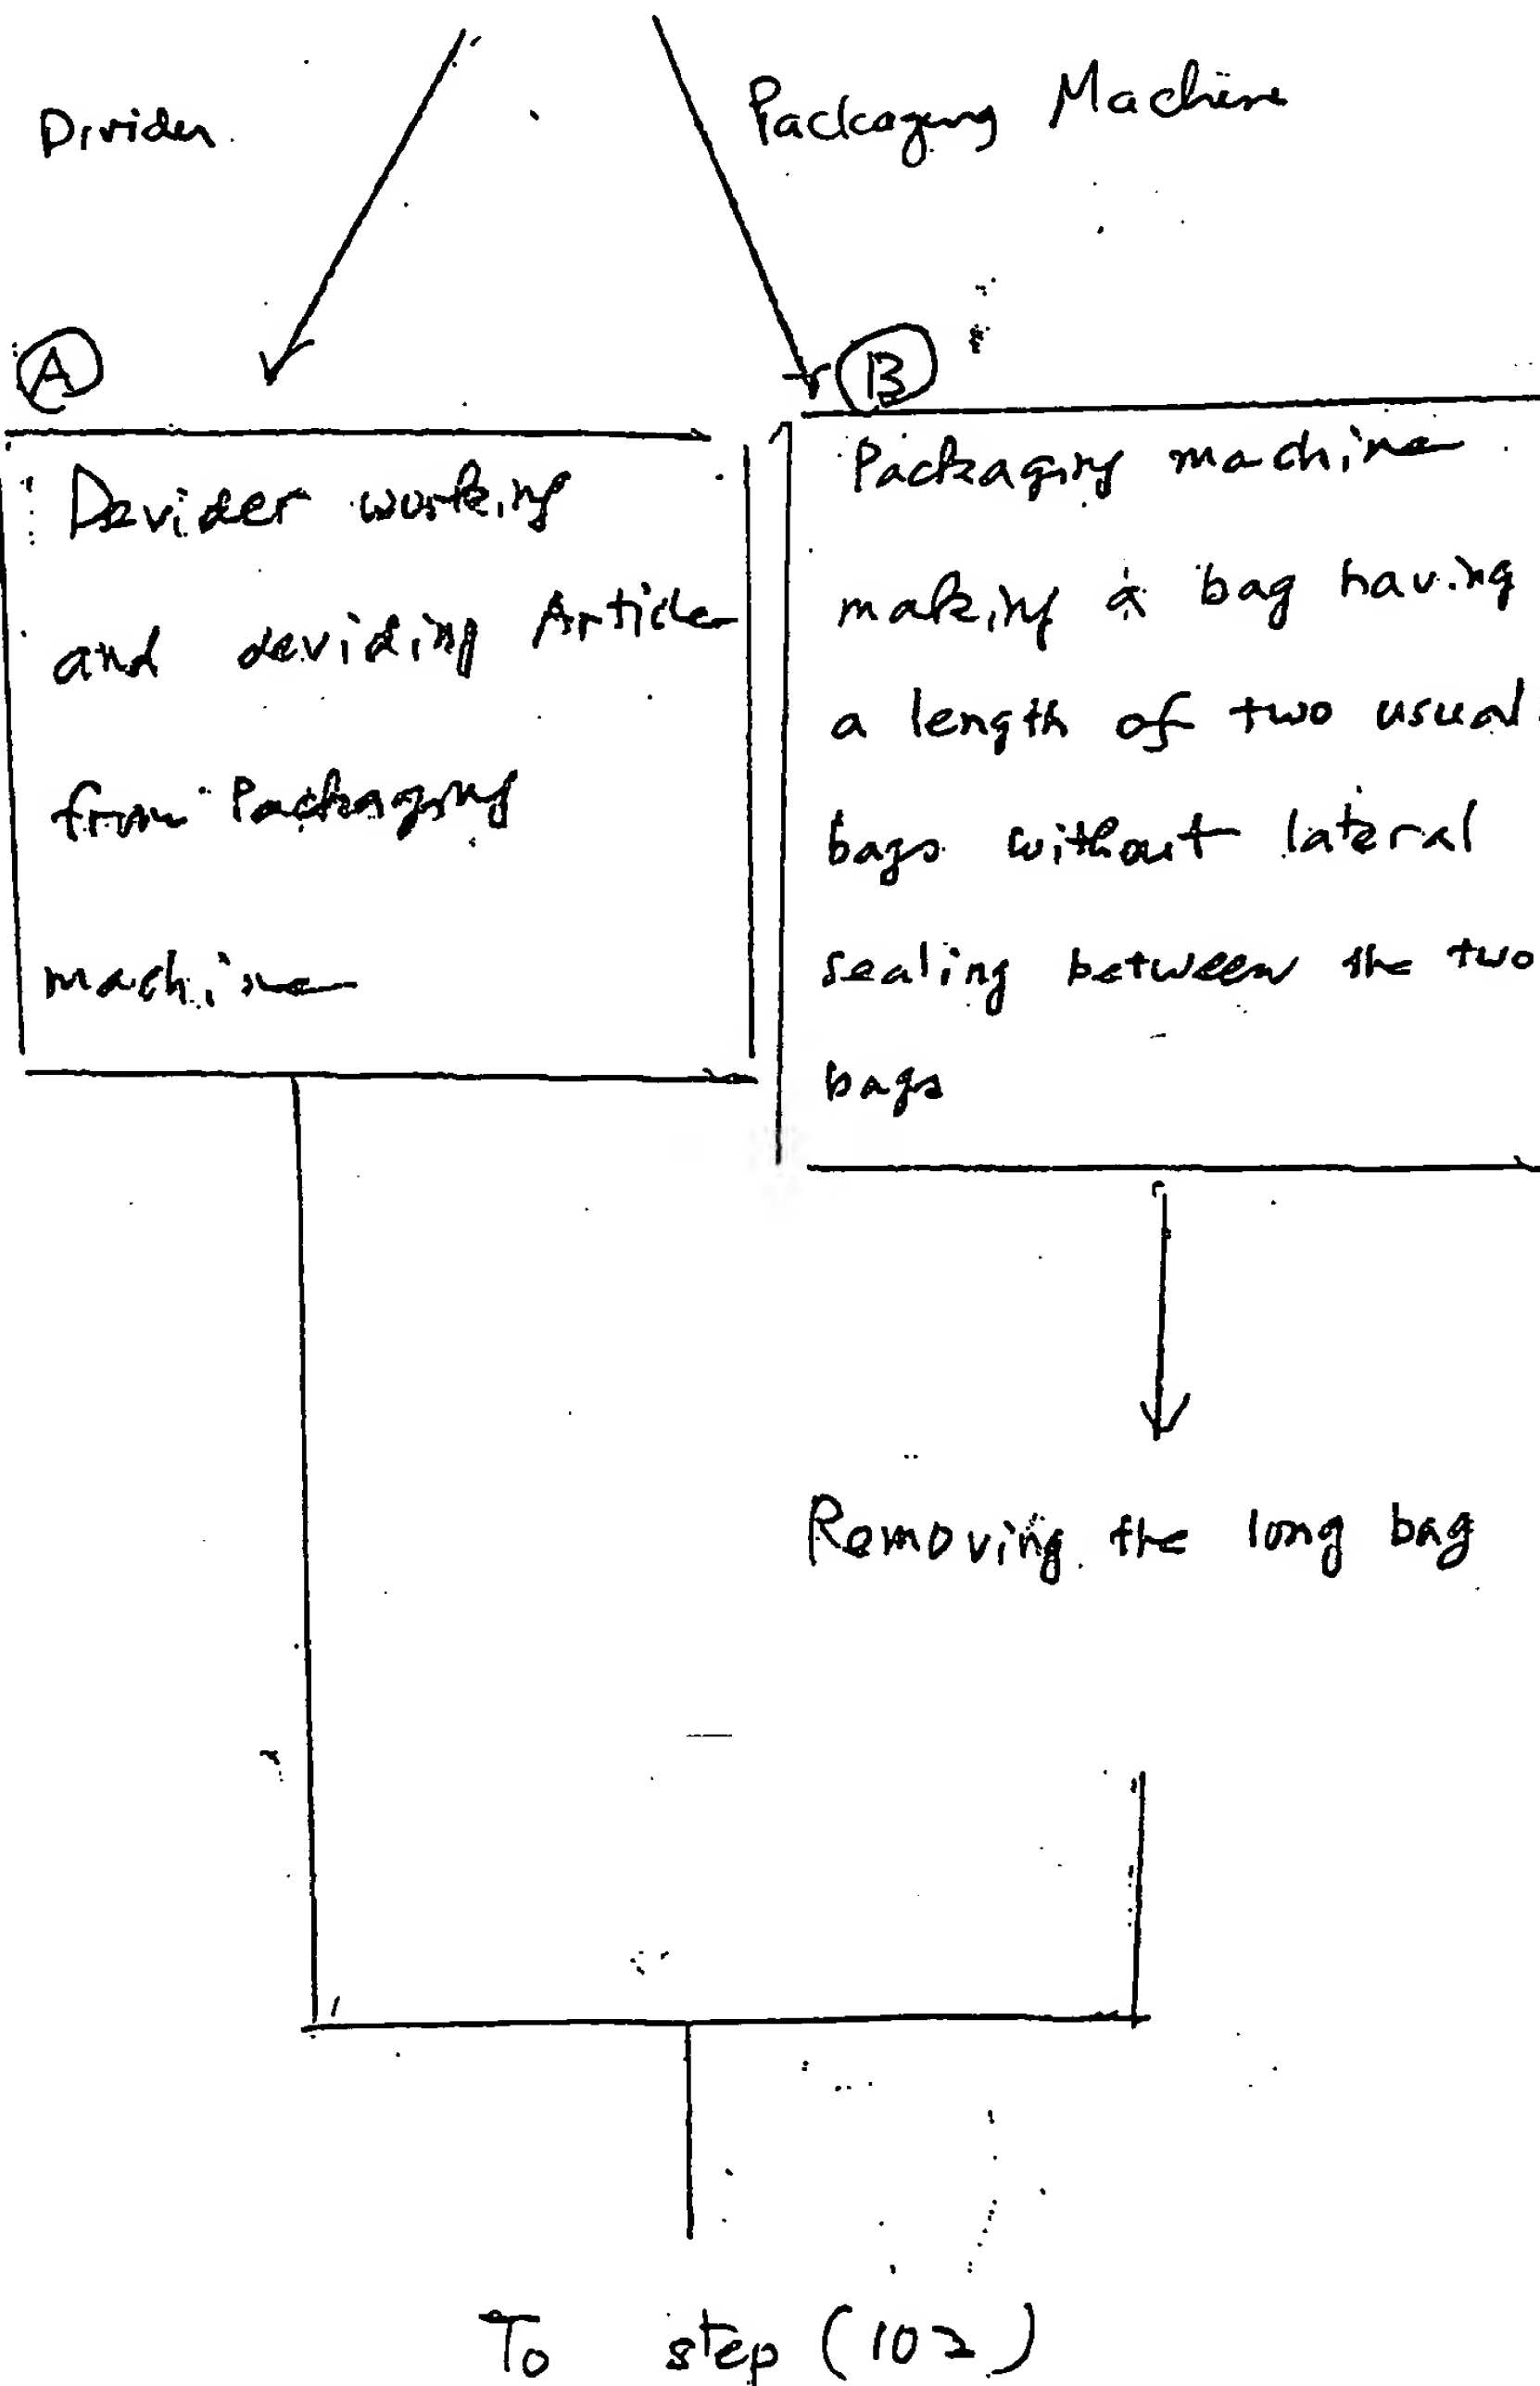 Divider
Packaging Machine
A
Devider working
and deviding Article
from Packaging
machine
B
Packaging machine
making a bag having
a length of two usual
bags without lateral
sealing between the two
bags
Removing the long bag
To step (102)